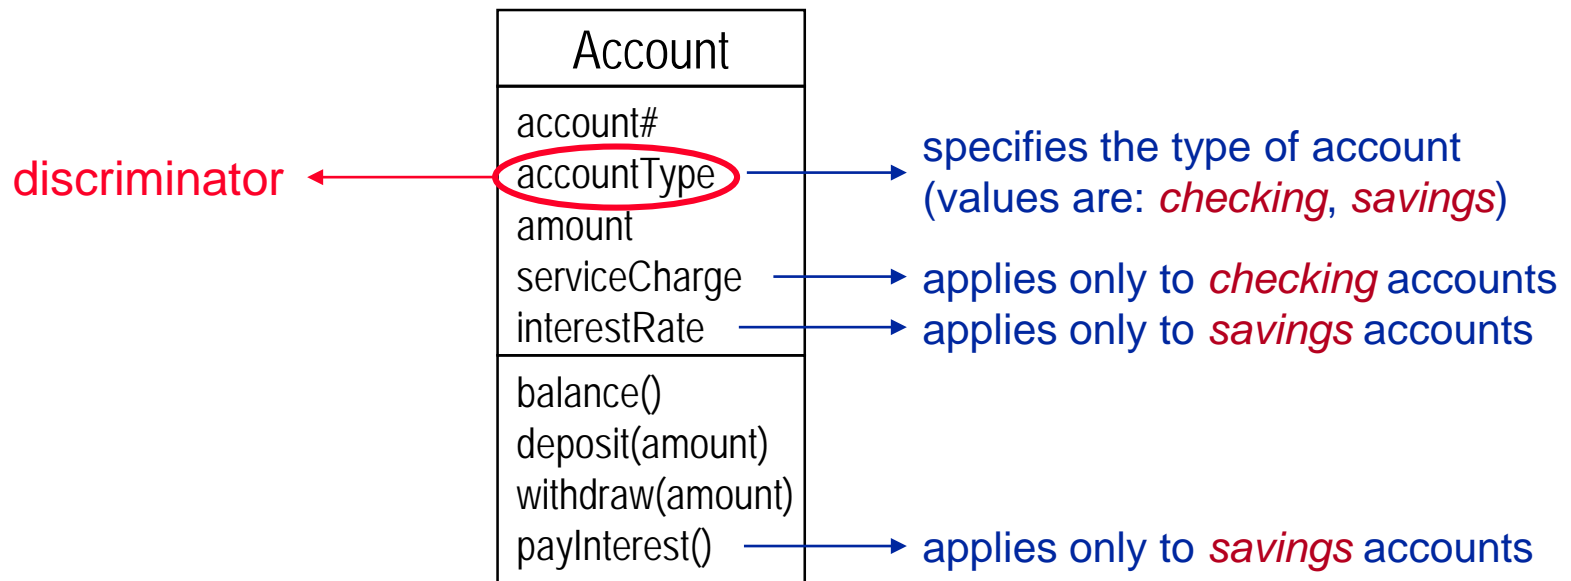 Account
account#
discriminator
accountType
specifies the type of account
(values are: checking, savings)
amount
serviceCharge
applies only to checking accounts
interestRate
applies only to savings accounts
balance()
deposit(amount)
withdraw(amount)
payInterest()
applies only to savings accounts